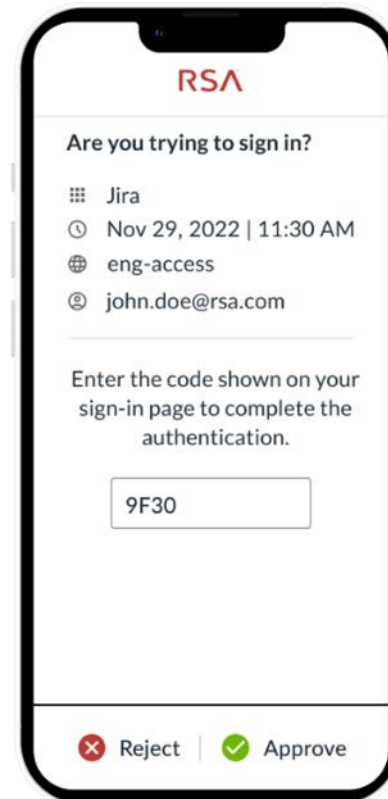 RSA
Are you trying to sign in?
Jira
Nov 29, 2022 | 11:30 AM
eng-access
john.doe@rsa.com
Enter the code shown on your
sign-in page to complete the
authentication.
9F30
Reject | Approve